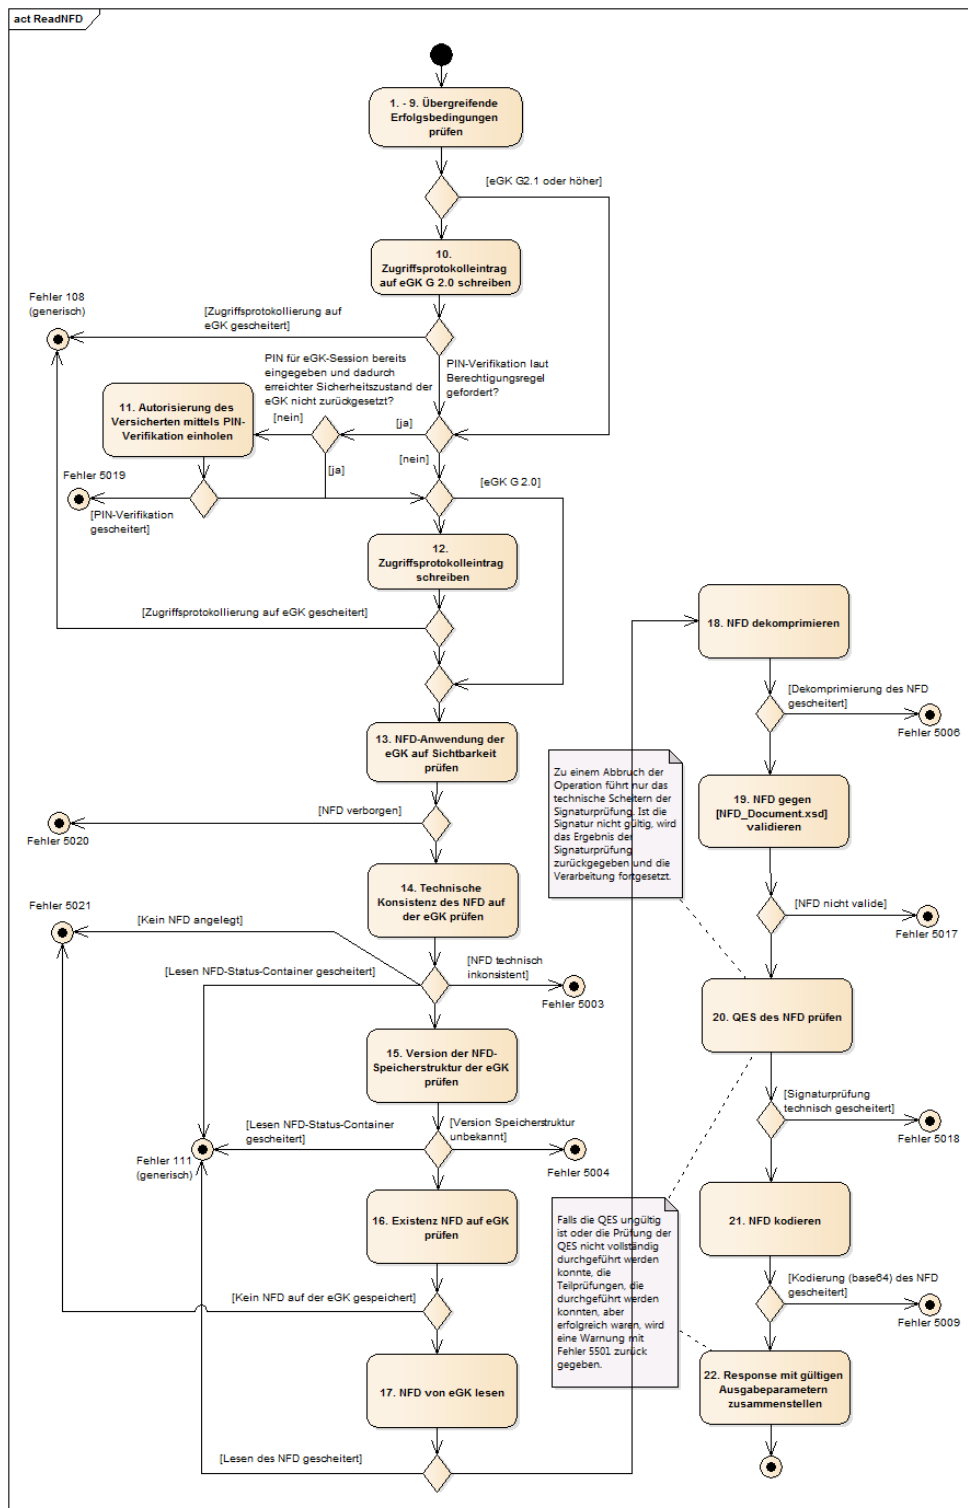 act ReadNFD
1. - 9. Übergreifende
Erfolgsbedingungen
prüfen
[eGK G2.1 oder höher]
10.
Zugriffsprotokolleintrag
auf eGK G 2.0 schreiben
Fehler 108
(generisch)
[Zugriffsprotokollierung auf
eGK gescheitert]
PIN für eGK-Session bereits
eingegeben und dadurch
erreichter Sicherheitszustand der
eGK nicht zurückgesetzt?
PIN-Verifikation laut
Berechtigungsregel
gefordert?
11. Autorisierung des
Versicherten mittels PIN-
Verifikation einholen
[nein]
[ja]
[nein]
[ja]
Fehler 5019
[eGK G 2.0]
[PIN-Verifikation
gescheitert]
12.
Zugriffsprotokolleintrag
schreiben
[Zugriffsprotokollierung auf eGK gescheitert]
13. NFD-Anwendung der
eGK auf Sichtbarkeit
prüfen
[NFD verborgen]
Fehler 5020
14. Technische
Konsistenz des NFD auf
der eGK prüfen
Fehler 5021
[Kein NFD angelegt]
[Lesen NFD-Status-Container gescheitert]
[NFD technisch
inkonsistent]
Fehler 5003
15. Version der NFD-
Speicherstruktur der eGK
prüfen
[Lesen NFD-Status-Container
gescheitert]
[Version Speicherstruktur
unbekannt]
Fehler 111
(generisch)
Fehler 5004
16. Existenz NFD auf eGK
prüfen
[Kein NFD auf der eGK gespeichert]
17. NFD von eGK lesen
[Lesen des NFD gescheitert]
18. NFD dekomprimieren
[Dekomprimierung des NFD
gescheitert]
Fehler 5006
Zu einem Abbruch der
Operation führt nur das
technische Scheitern der
Signaturprüfung. Ist die
Signatur nicht gültig, wird
das Ergebnis der
Signaturprüfung
zurückgegeben und die
Verarbeitung fortgesetzt.
19. NFD gegen
[NFD_Document.xsd]
validieren
[NFD nicht valide]
Fehler 5017
20. QES des NFD prüfen
[Signaturprüfung
technisch gescheitert]
Fehler 5018
21. NFD kodieren
Falls die QES ungültig
ist oder die Prüfung der
QES nicht vollständig
durchgeführt werden
konnte, die
Teilprüfungen, die
durchgeführt werden
konnten, aber
erfolgreich waren, wird
eine Warnung mit
Fehler 5501 zurück
gegeben.
[Kodierung (base64) des NFD
gescheitert]
Fehler 5009
22. Response mit gültigen
Ausgabeparametern
zusammenstellen